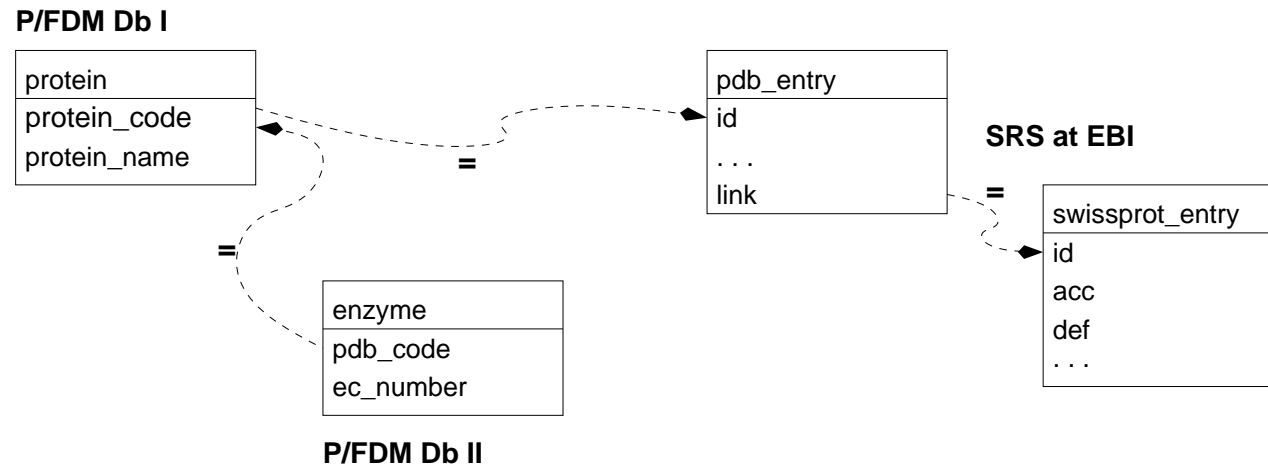 P/FDM Db I
protein
protein_code
protein_name
=
=
enzyme
pdb_code
ec_number
P/FDM Db II
pdb_entry
id
. . .
link
SRS at EBI
=
swissprot_entry
id
acc
def
. . .